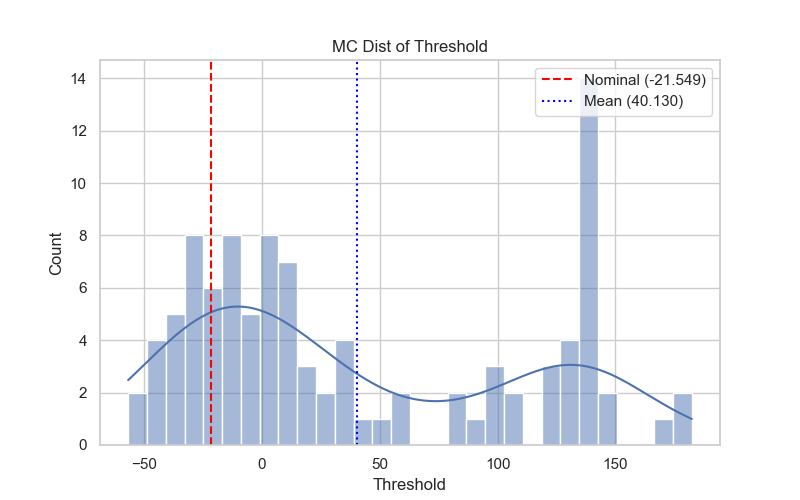 MC Dist of Threshold
Nominal (-21.549)
Mean (40.130)
Count
14
12
10
8
6
4
2
0
−50
0
50
100
150
Threshold